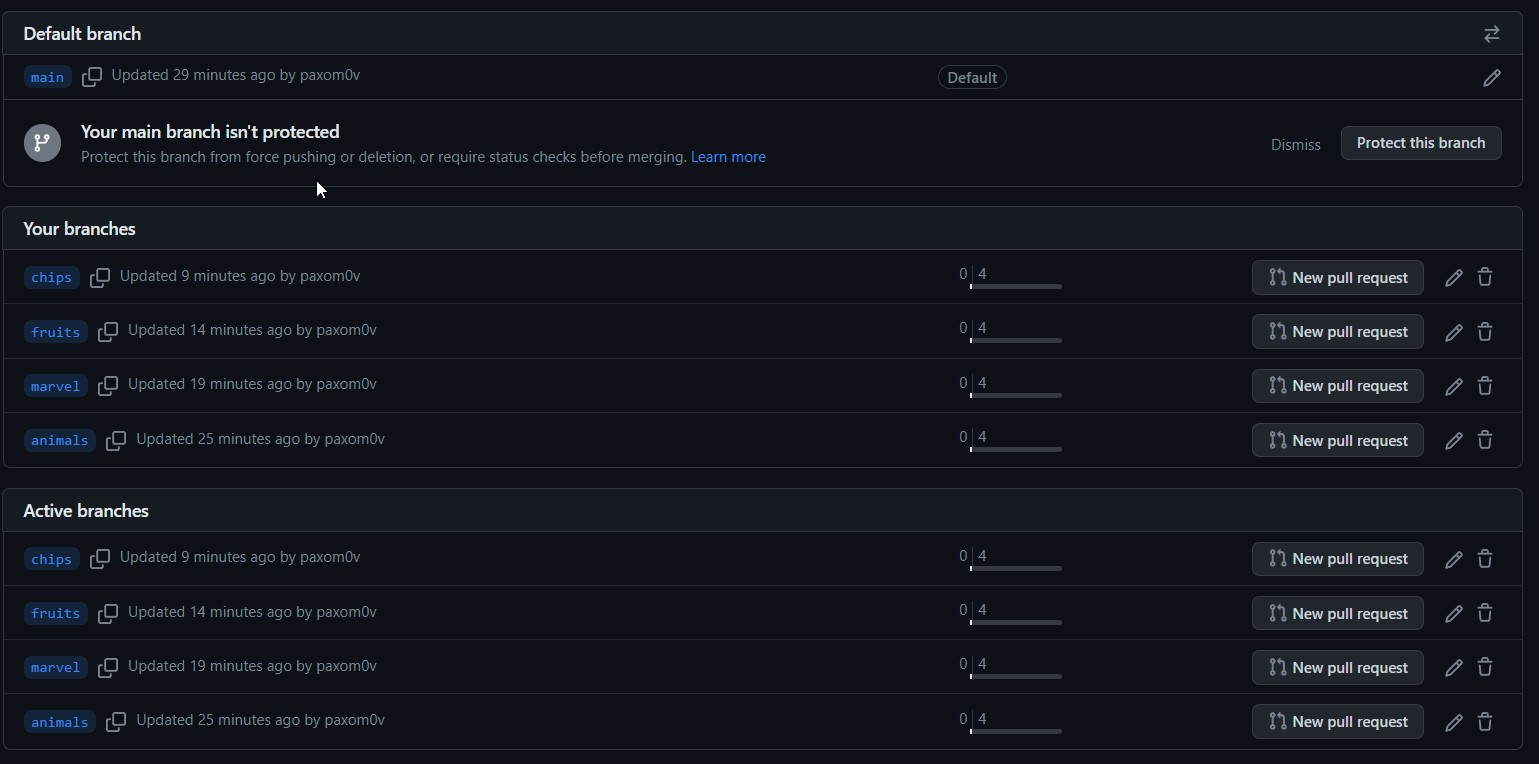 Default branch
main Updated 29 minutes ago by paxom0v Default
Your main branch isn't protected
Protect this branch from force pushing or deletion, or require status checks before merging. Learn more
Dismiss Protect this branch
Your branches
chips Updated 9 minutes ago by paxom0v 0 4 New pull request
fruits Updated 14 minutes ago by paxom0v 0 4 New pull request
marvel Updated 19 minutes ago by paxom0v 0 4 New pull request
animals Updated 25 minutes ago by paxom0v 0 4 New pull request
Active branches
chips Updated 9 minutes ago by paxom0v 0 4 New pull request
fruits Updated 14 minutes ago by paxom0v 0 4 New pull request
marvel Updated 19 minutes ago by paxom0v 0 4 New pull request
animals Updated 25 minutes ago by paxom0v 0 4 New pull request